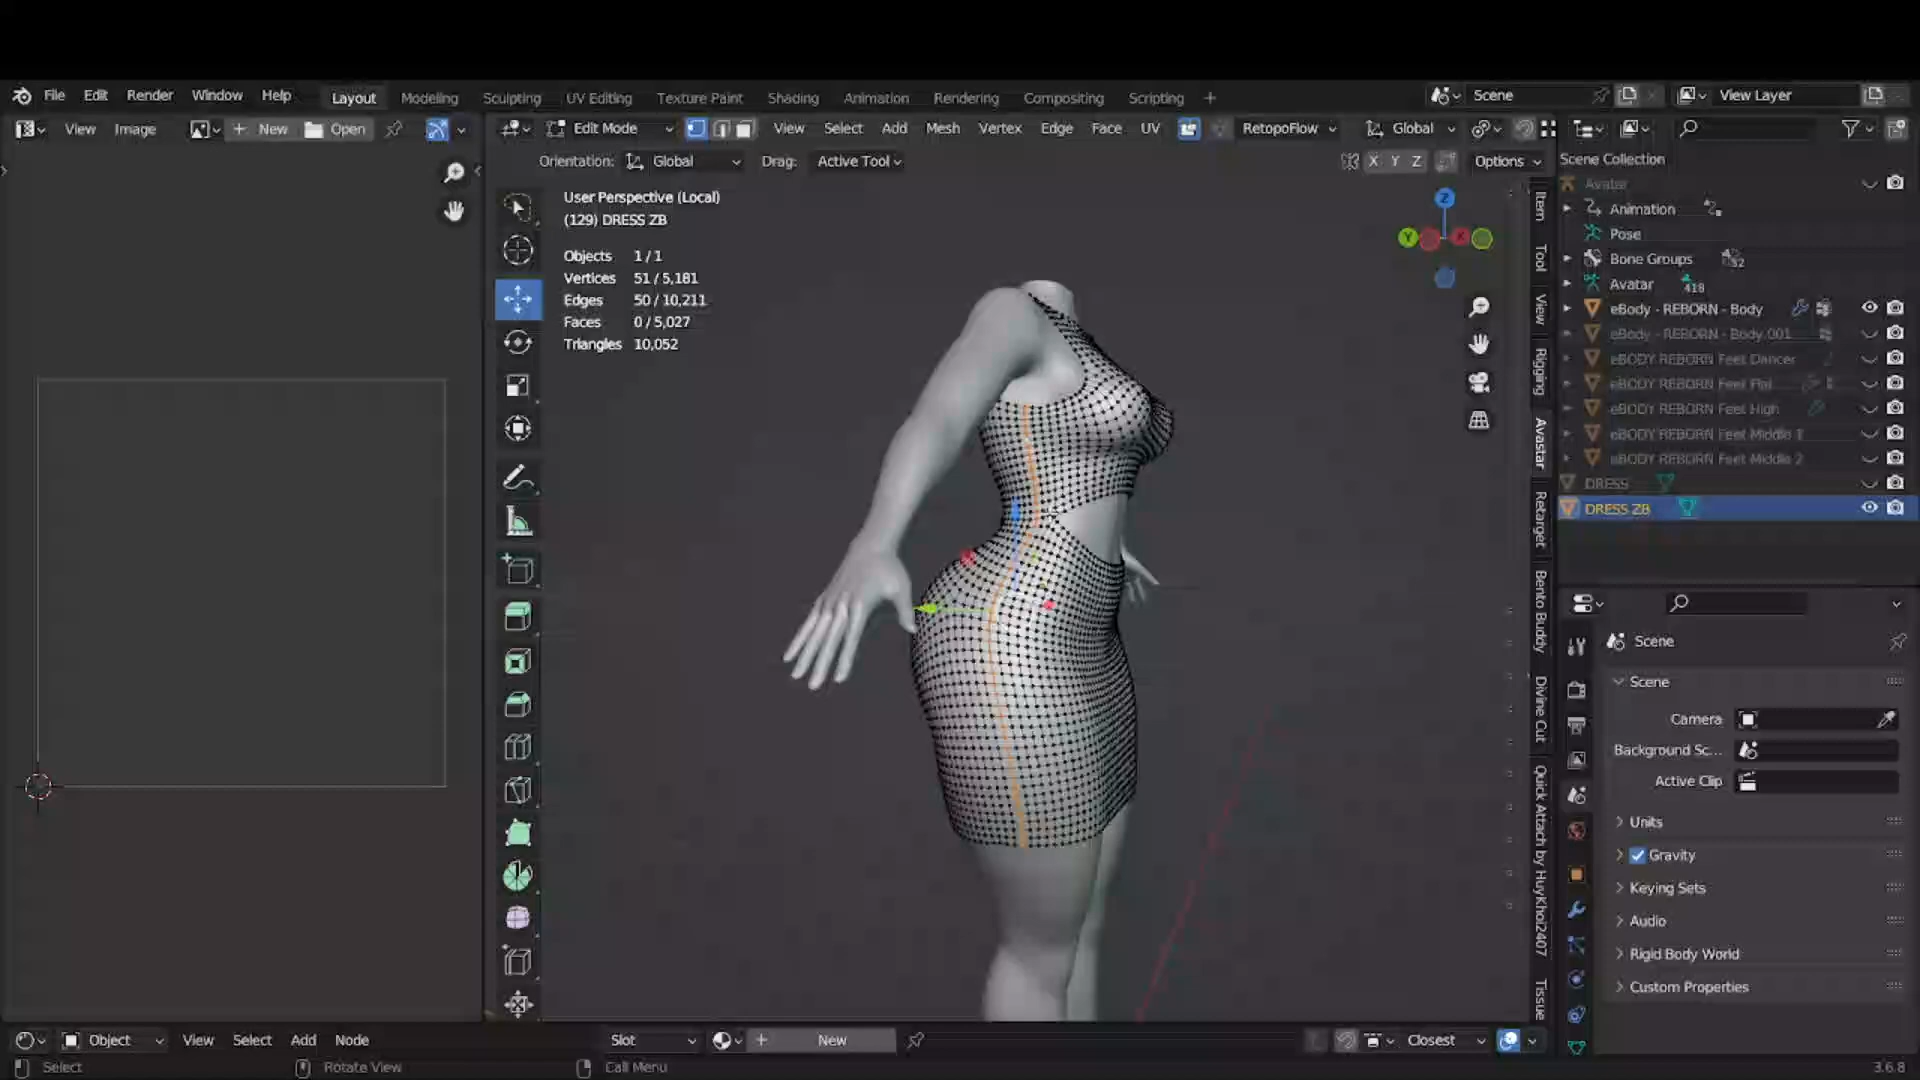 File Edit Render Window Help Layout Modeling Sculpting UV Editing Texture Paint Shading Animation Rendering Compositing Scripting + Scene View Layer
View Image + New Open Edit Mode View Select Add Mesh Vertex Edge Face UV RetopoFlow Global
Orientation: Global Drag: Active Tool X Y Z Options
User Perspective (Local)
(129) DRESS ZB
Objects 1 / 1
Vertices 51 / 5,181
Edges 50 / 10,211
Faces 0 / 5,027
Triangles 10,052
Z
Y X
Item
Tool
View
Rigging
Avastar
Retarget
Bento Buddy
Divine Cut
Quick Attach by HuyKhoi2407
Tissue
Scene Collection
Avatar
Animation
Pose
Bone Groups 52
Avatar 418
eBody - REBORN - Body
eBody - REBORN - Body.001
eBODY REBORN Feet Dancer
eBODY REBORN Feet Flat
eBODY REBORN Feet High
eBODY REBORN Feet Middle 1
eBODY REBORN Feet Middle 2
DRESS
DRESS ZB
Scene
Scene
Camera
Background Sc...
Active Clip
Units
Gravity
Keying Sets
Audio
Rigid Body World
Custom Properties
Object View Select Add Node Slot + New Closest
Select Rotate View Call Menu 3.6.8